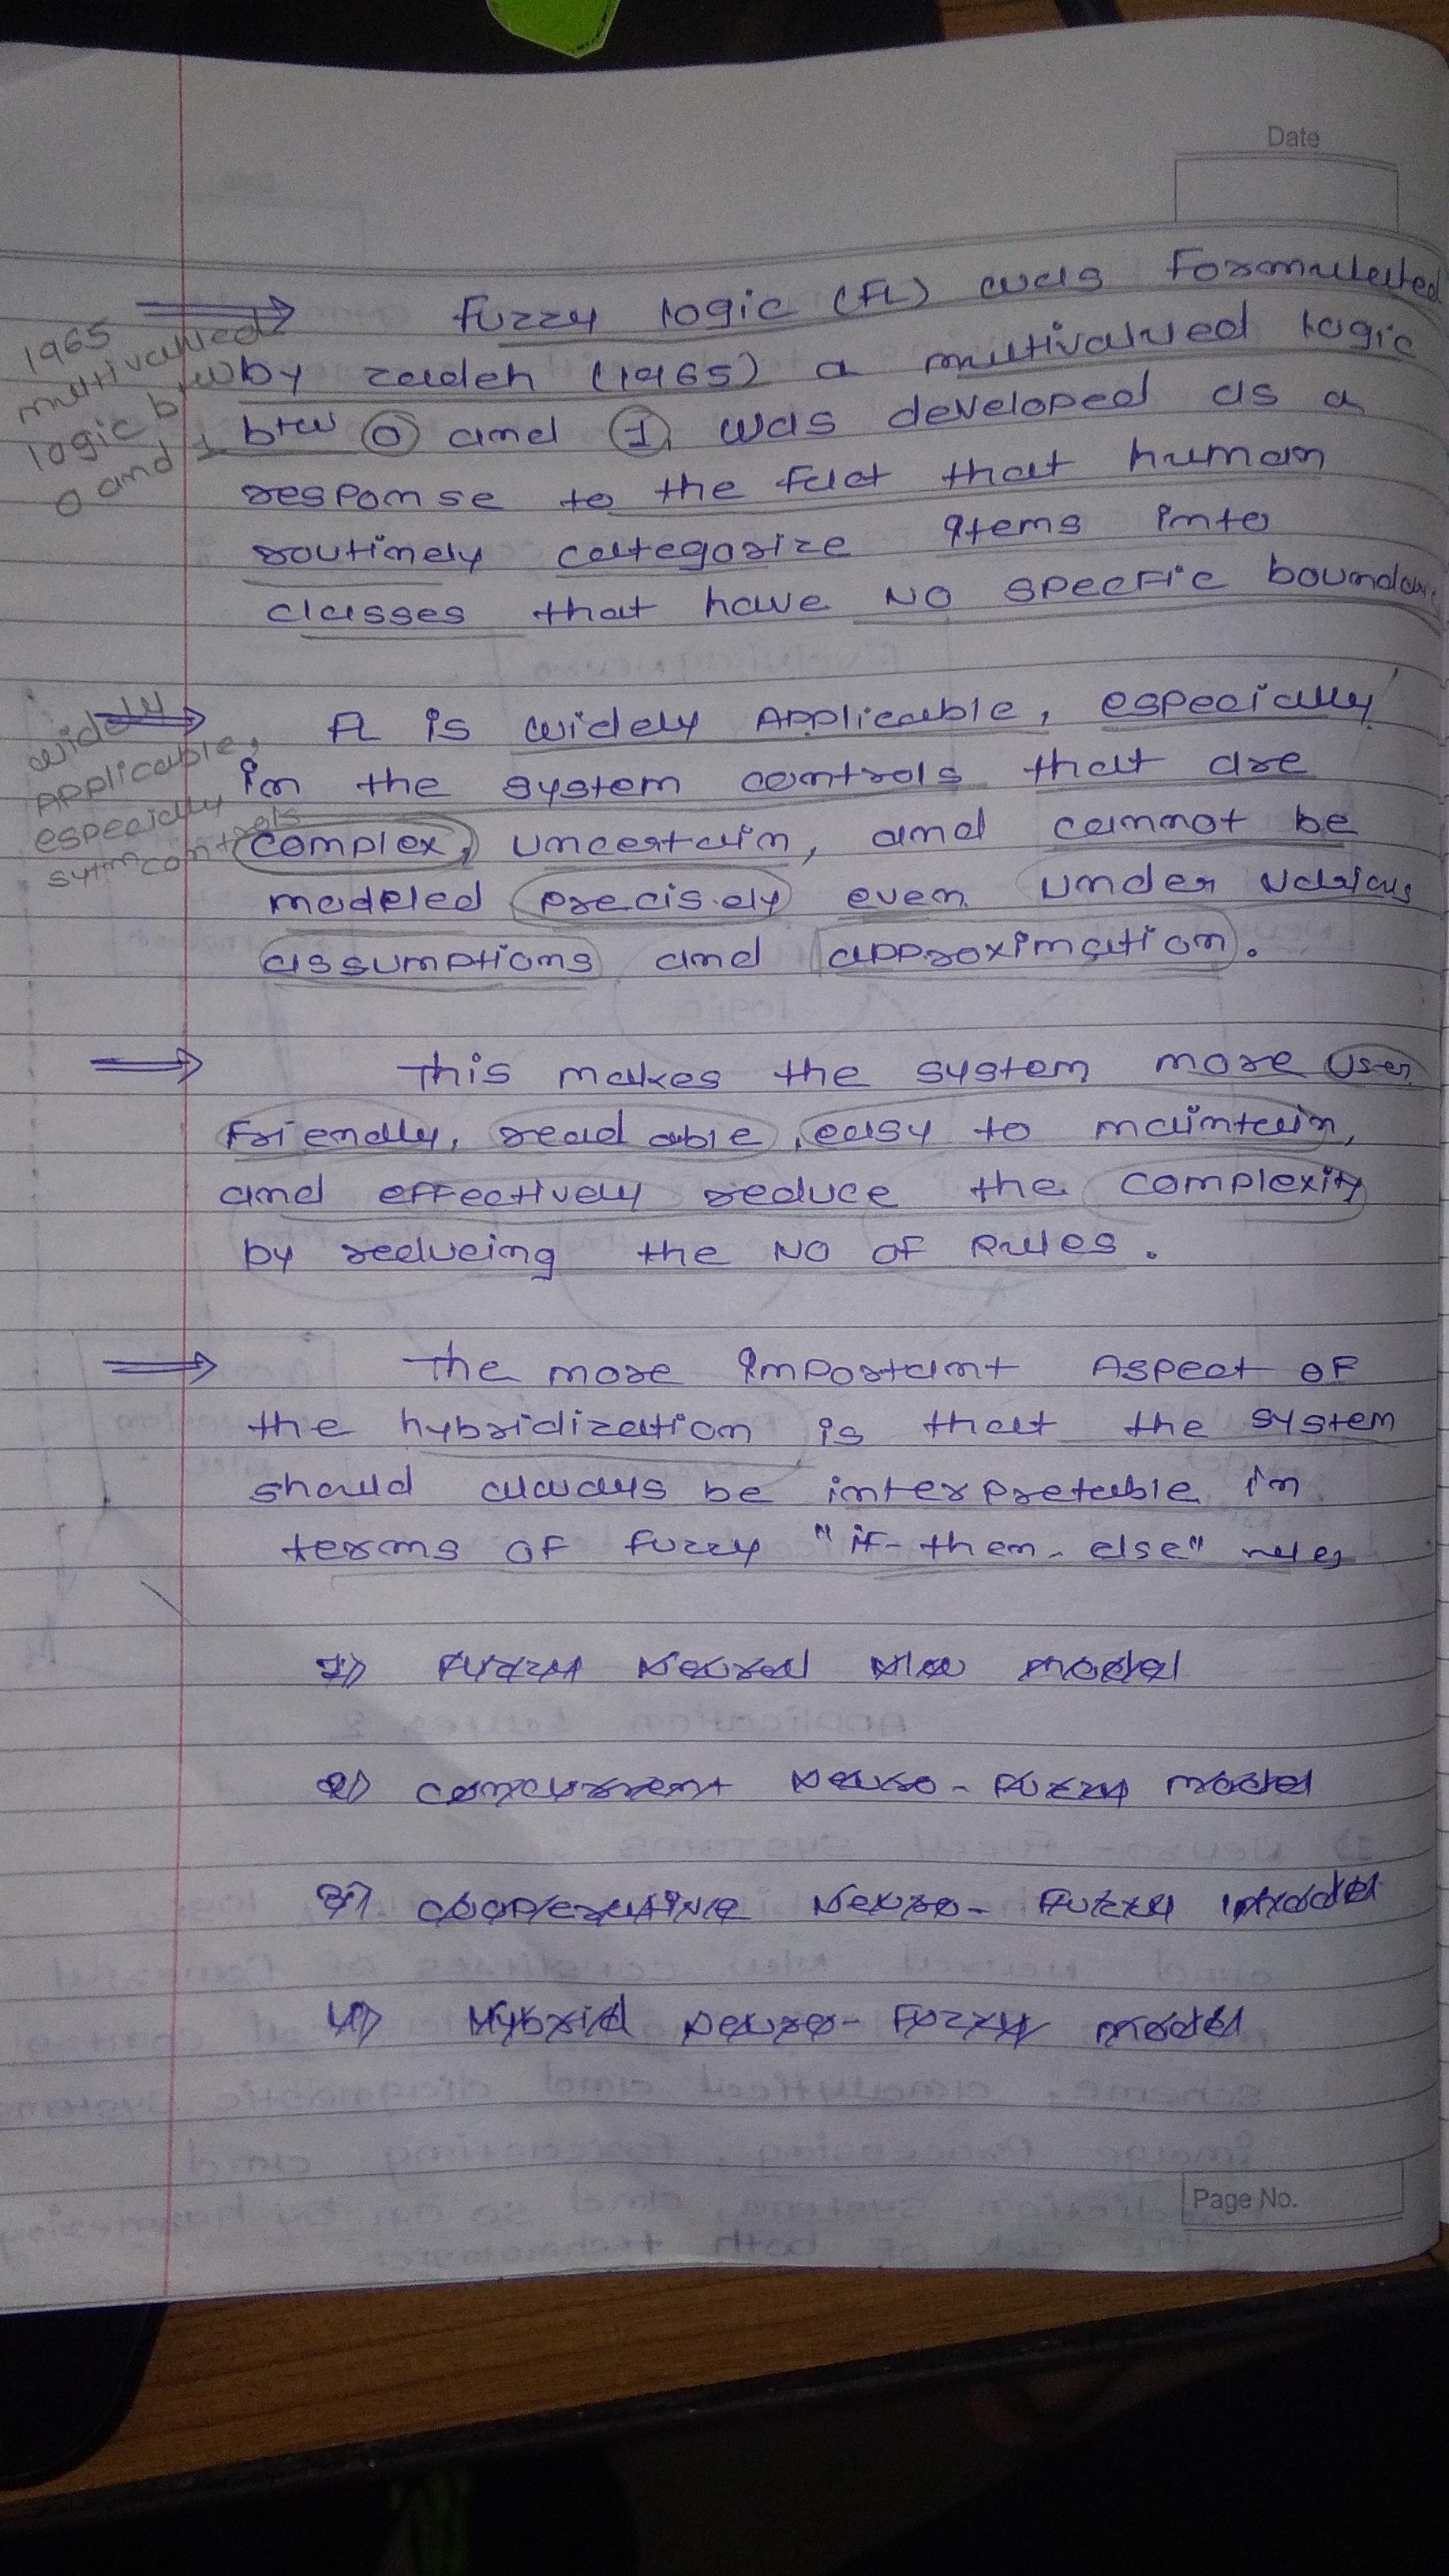 Date
Fuzzy logic (FL) was Formulated
by zadeh (1965) a multivalued logic
btw 0 and 1 was developed as a
response to the fact that human
routinely categorize items into
classes that have NO specific boundary
1965
multivalued
logic btw
0 and 1
FL is widely Applicable, especially
in the system controls that are
complex, uncertain, and cannot be
modeled precisely even under various
assumptions and approximation.
widely
Applicable,
especially
sytm controls
This makes the system more user
friendly, readable, easy to maintain,
and effectively reduce the complexity
by reducing the NO of Rules.
The more important Aspect of
the hybridization is that the system
should always be interpretable in
terms of fuzzy "if-then-else" rules
1) Fuzzy Neural N/w model
2) concurrent Neuro-Fuzzy model
3) cooperative Neuro-Fuzzy model
4) Hybrid neuro-Fuzzy model
Page No.